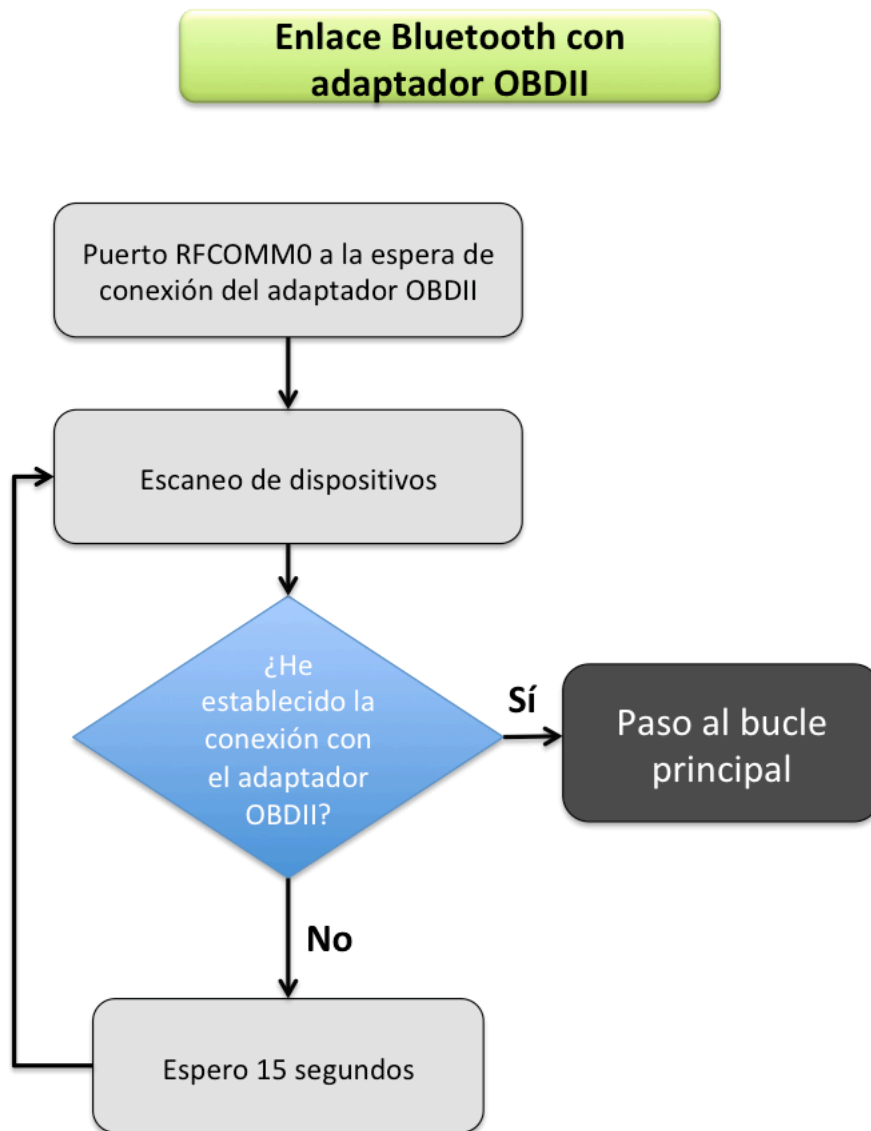 Enlace Bluetooth con
adaptador OBDII
Puerto RFCOMM0 a la espera de
conexión del adaptador OBDII
Escaneo de dispositivos
¿He
establecido la
conexión con
el adaptador
OBDII?
Sí
Paso al bucle
principal
No
Espero 15 segundos